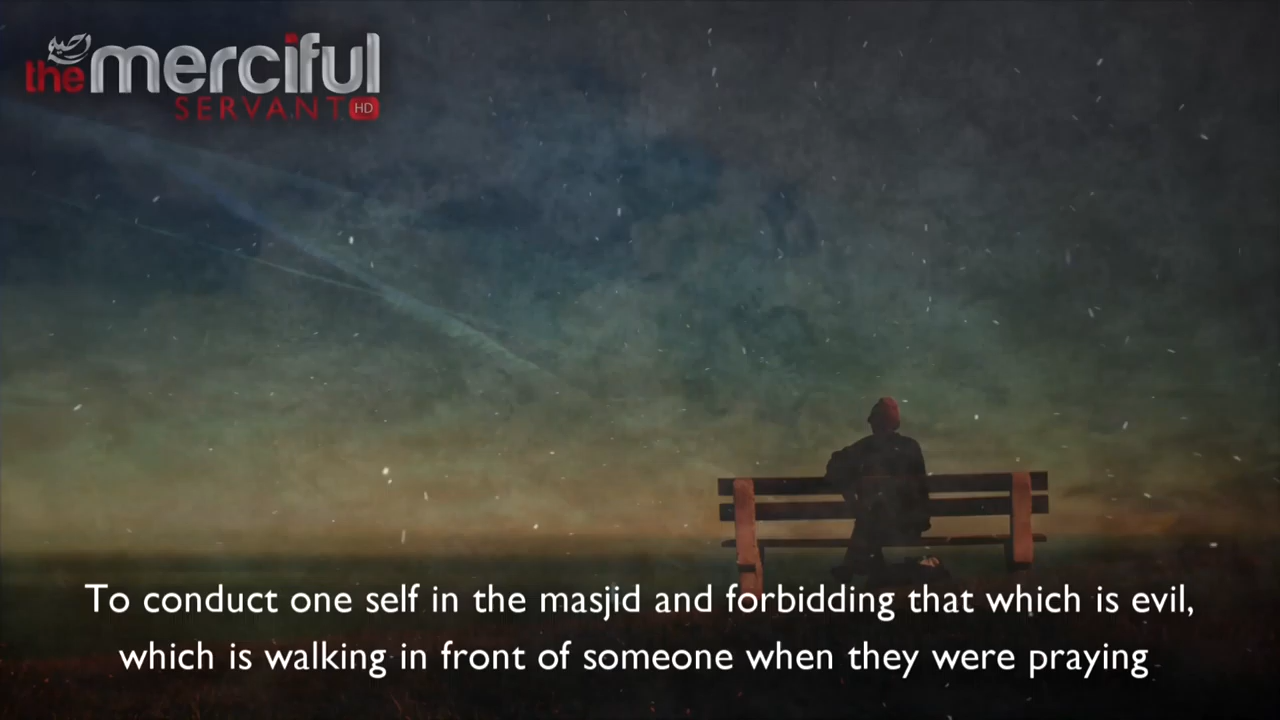 the merciful
SERVANT HD
To conduct one self in the masjid and forbidding that which is evil,
which is walking in front of someone when they were praying